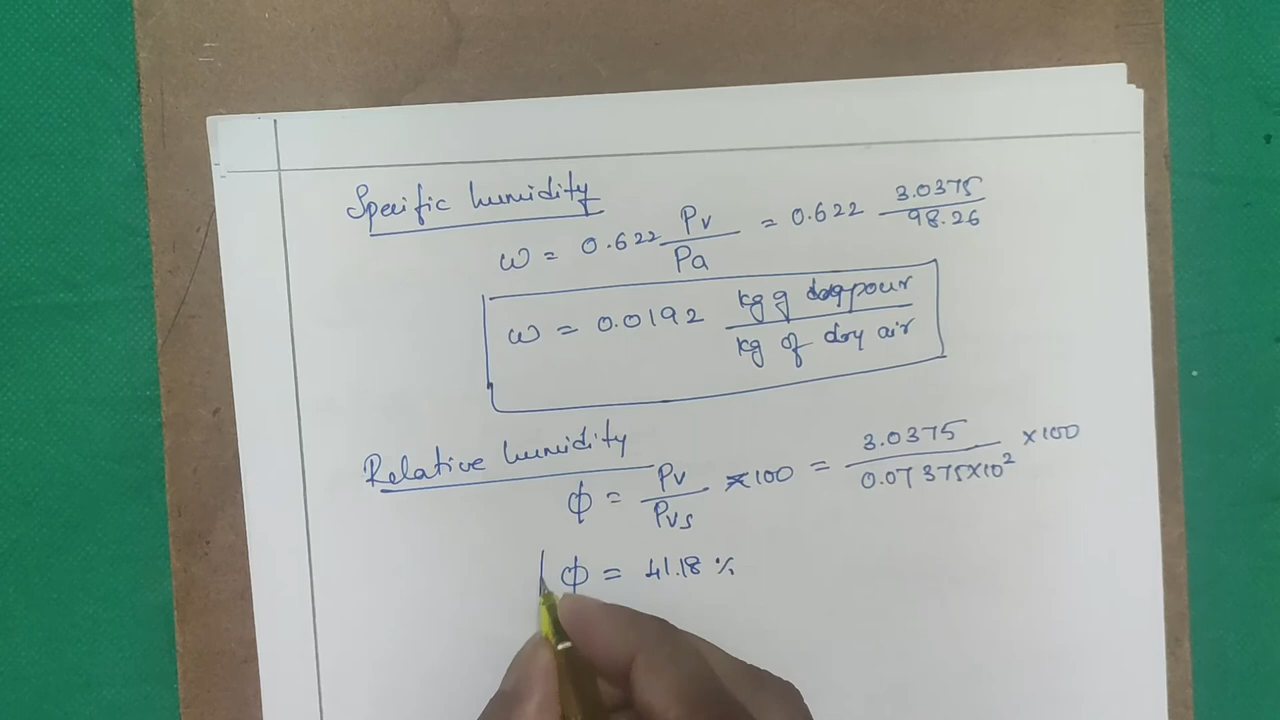 Specific humidity
ω = 0.622 Pv/Pa = 0.622 3.0375/98.26
ω = 0.0192 kg of /kg of dry air
Relative humidity
ϕ = Pv/Pvs ×100 = 3.0375/0.07375×10² ×100
ϕ = 41.18 %